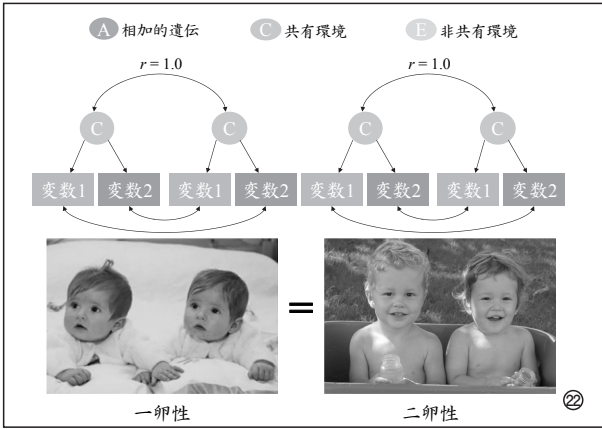 A 相加的遺伝 C 共有環境 E 非共有環境
r = 1.0 r = 1.0
C C C C
変数1 変数2 変数1 変数2 変数1 変数2 変数1 変数2
=
一卵性 二卵性
㉒